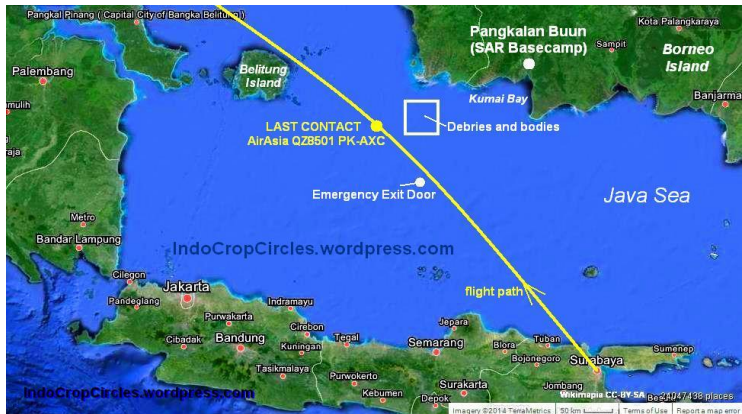 Pangkal Pinang ( Capital City of Bangka Belitung )
Kota Palangkaraya
Pangkalan Buun
(SAR Basecamp)
Sampit
Borneo
Island
Palembang
Belitung
Island
Kumai Bay
Banjarma
LAST CONTACT
AirAsia QZ8501 PK-AXC
Debries and bodies
raja
Emergency Exit Door
Java Sea
Metro
Bandar Lampung
IndoCropCircles.wordpress.com
Cilegon
Jakarta
flight path
Pandeglang
Indramayu
Purwakarta
Jepara
Cibadak
Bandung
Cirebon
Tegal
Semarang
Blora
Tuban
Kuningan
Bojonegoro
Surabaya
Sumenep
Tasikmalaya
Purwokerto
Surakarta
Jombang
IndoCropCircles.wordpress.com
Kebumen
Depok
Wikimapia CC-BY-SA
24047438 places
Imagery ©2014 TerraMetrics
50 km
Terms of Use
Report a map error